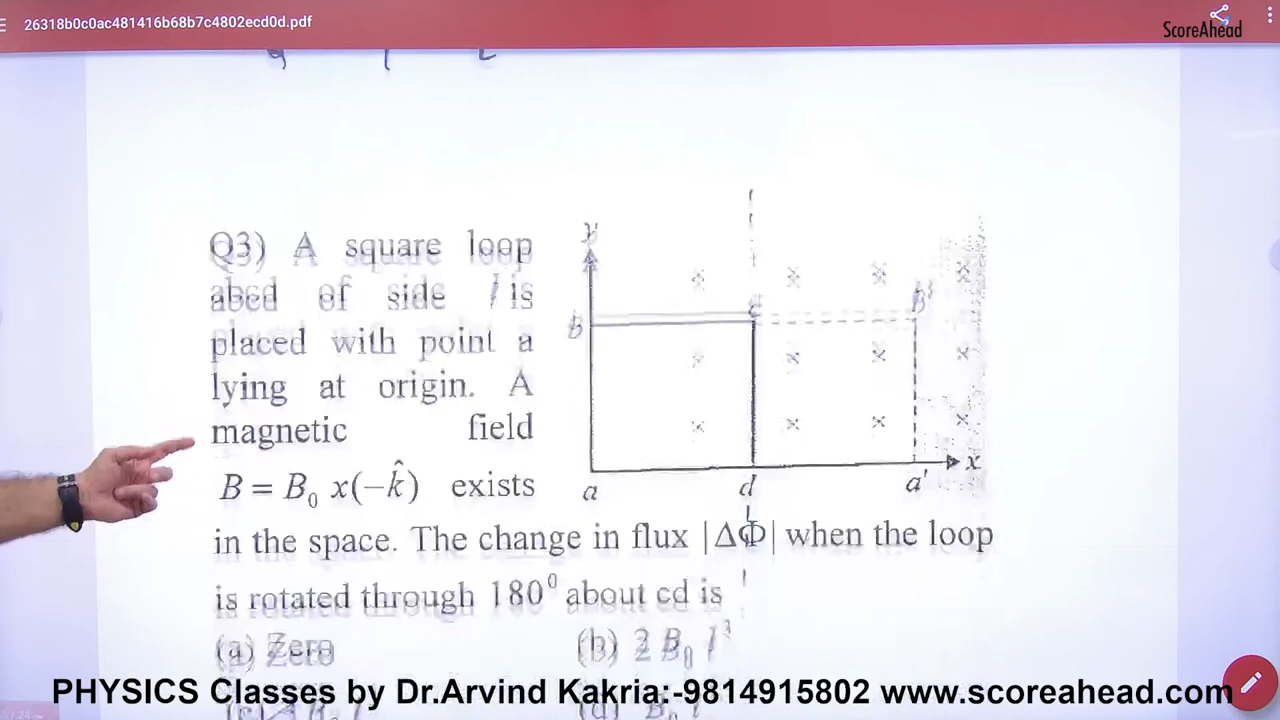 26318b0c0ac481416b68b7c4802ecd0d.pdf
ScoreAhead
Q3) A square loop
abcd of side l is
placed with point a
lying at origin. A
magnetic field
B = B₀ x(−k̂) exists
in the space. The change in flux |ΔΦ| when the loop
is rotated through 180⁰ about cd is
(a) Zero
(b) 2 B₀ l³
y
b
c
b'
a
d
a'
x
PHYSICS Classes by Dr.Arvind Kakria:-9814915802 www.scoreahead.com